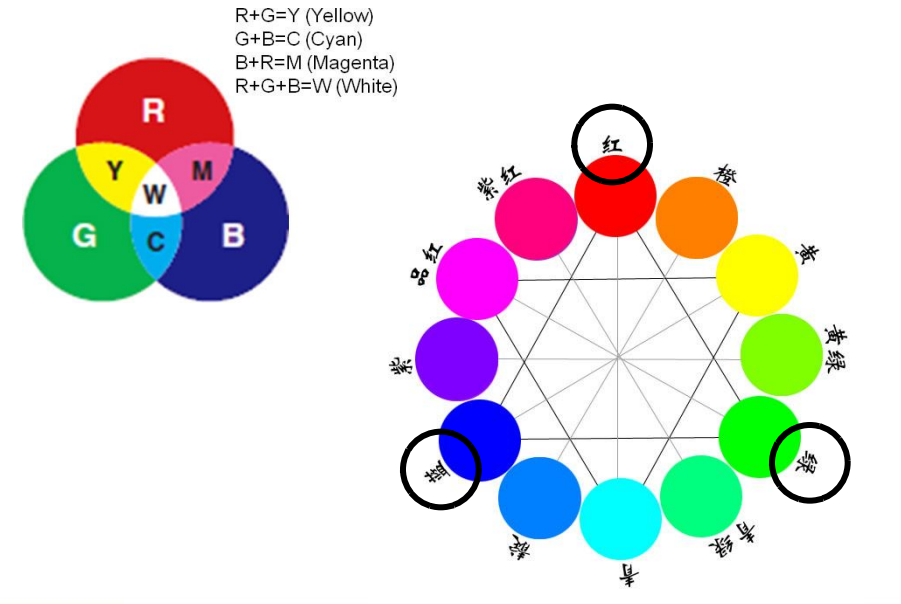 R+G=Y (Yellow)
G+B=C (Cyan)
B+R=M (Magenta)
R+G+B=W (White)
R
Y
M
W
G
C
B
红
橙
黄
黄绿
绿
青绿
青
靛
蓝
紫
品红
紫红